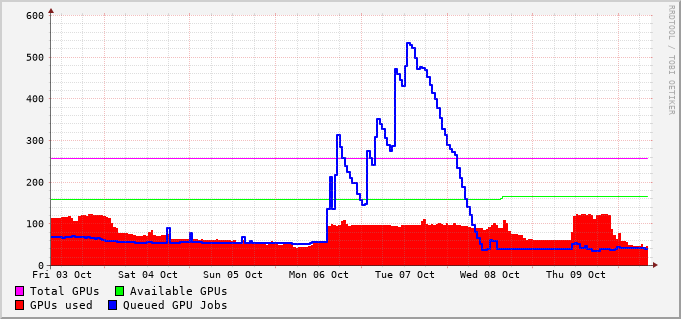 600
500
400
300
200
100
0
Fri 03 Oct Sat 04 Oct Sun 05 Oct Mon 06 Oct Tue 07 Oct Wed 08 Oct Thu 09 Oct
Total GPUs Available GPUs
GPUs used Queued GPU Jobs
RRDTOOL / TOBI OETIKER